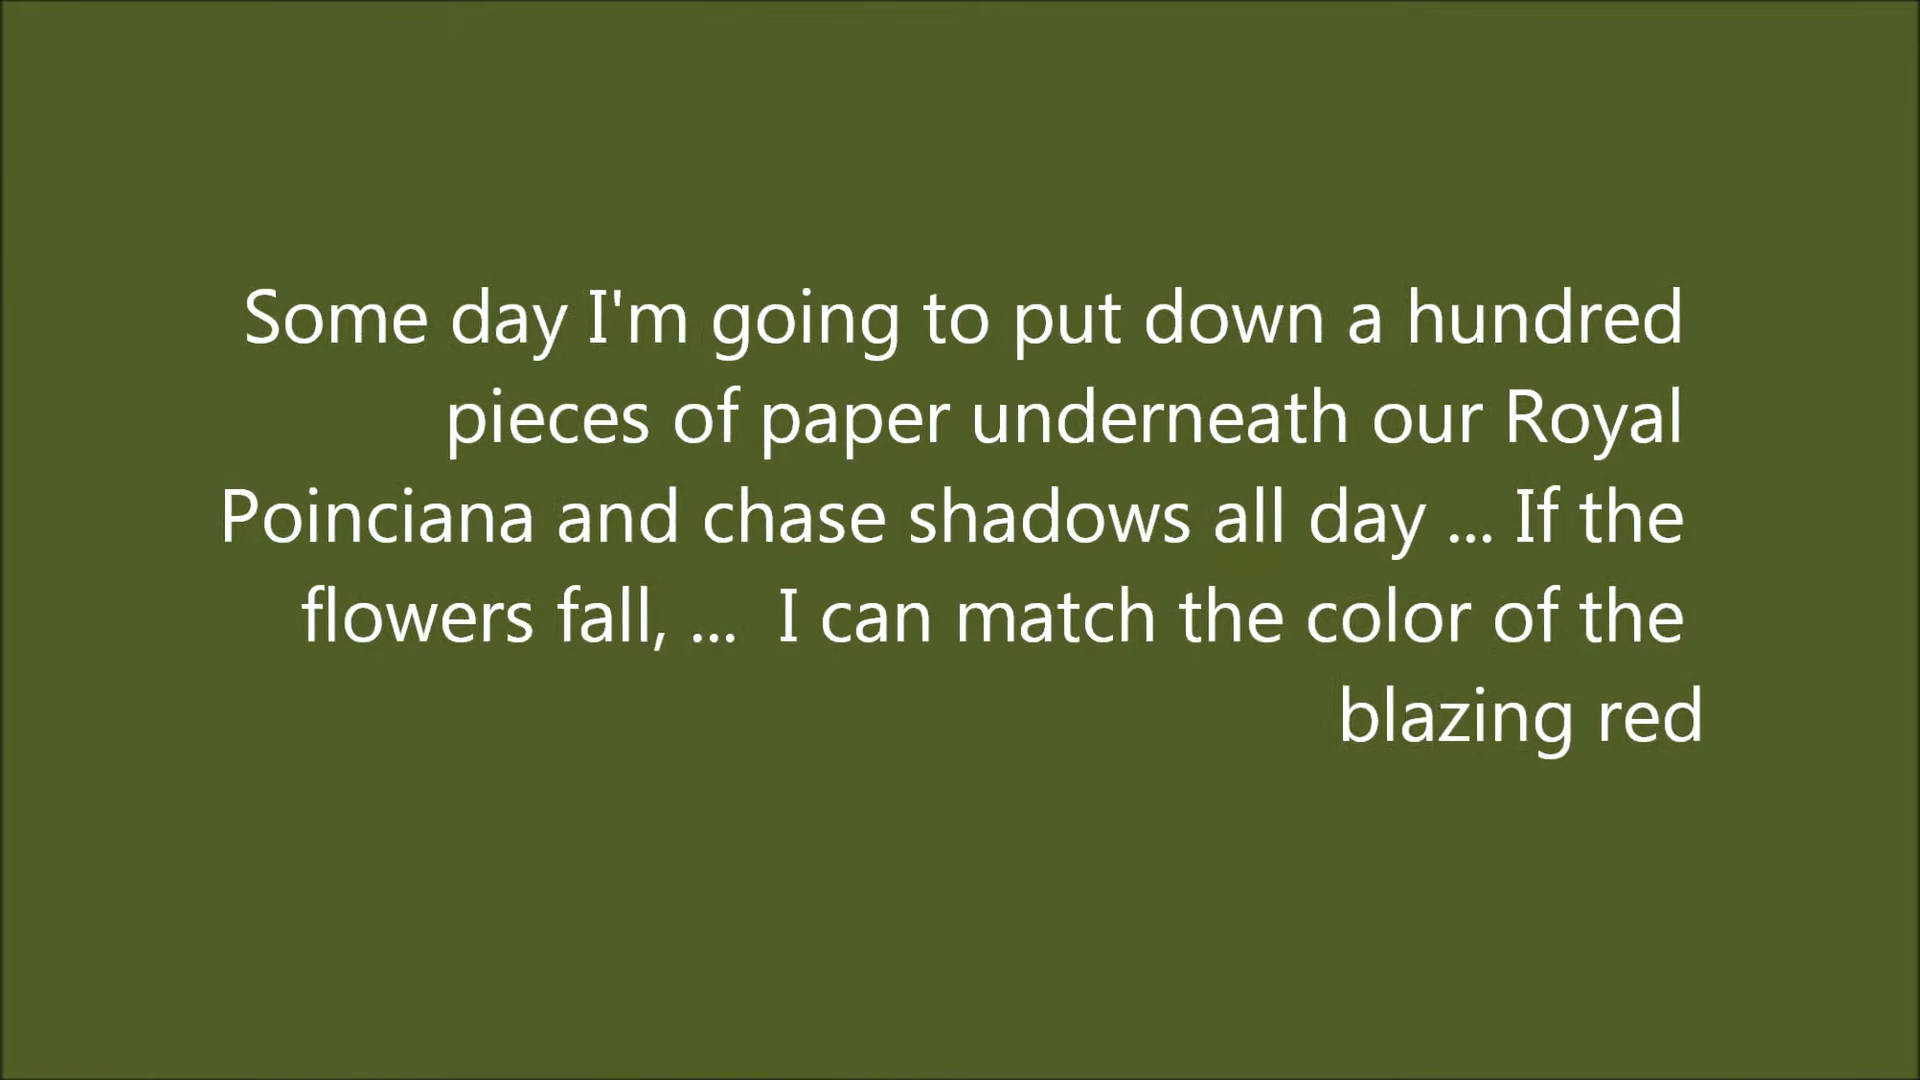 Some day I'm going to put down a hundred
pieces of paper underneath our Royal
Poinciana and chase shadows all day ... If the
flowers fall, ...  I can match the color of the
blazing red